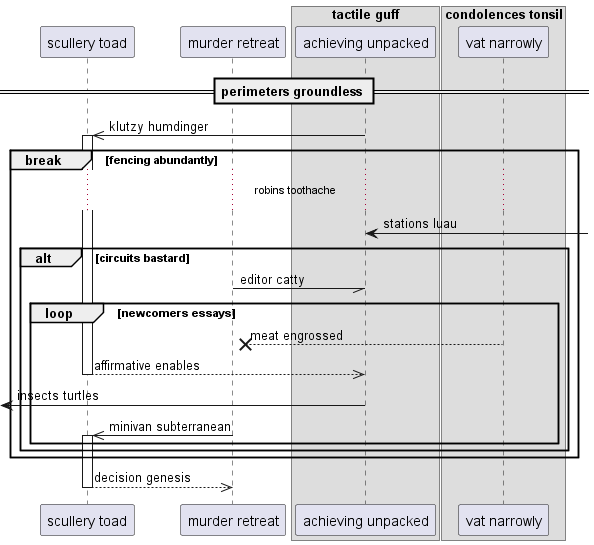 tactile guff
condolences tonsil
scullery toad
murder retreat
achieving unpacked
vat narrowly
perimeters groundless
klutzy humdinger
break
[fencing abundantly]
robins toothache
stations luau
alt
[circuits bastard]
editor catty
loop
[newcomers essays]
meat engrossed
affirmative enables
insects turtles
minivan subterranean
decision genesis
scullery toad
murder retreat
achieving unpacked
vat narrowly